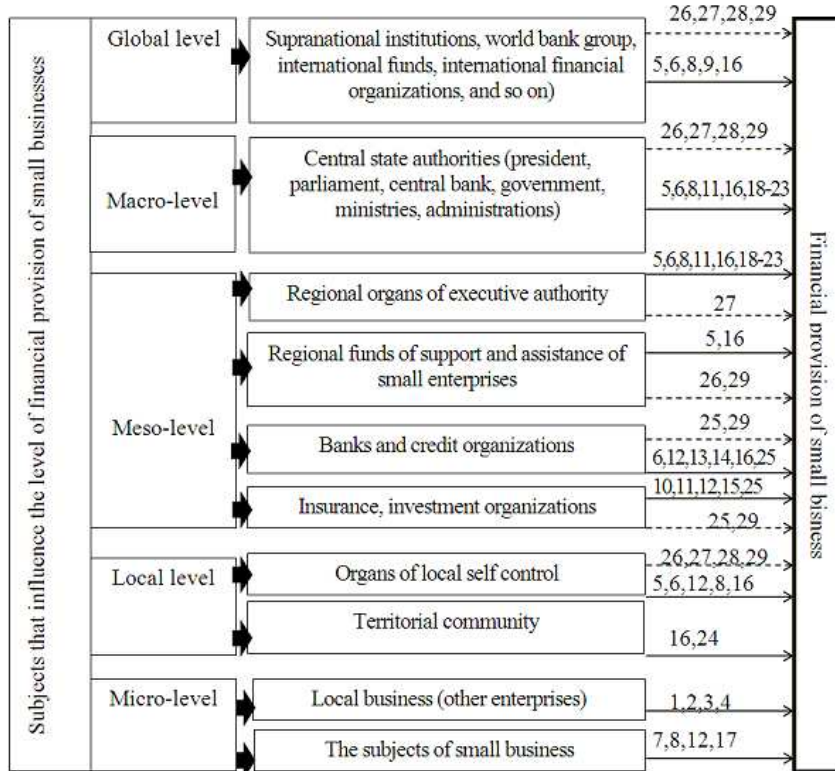 Subjects that influence the level of financial provision of small businesses
Global level
Supranational institutions, world bank group,
international funds, international financial
organizations, and so on)
26,27,28,29
5,6,8,9,16
Macro-level
Central state authorities (president,
parliament, central bank, government,
ministries, administrations)
26,27,28,29
5,6,8,11,16,18-23
Meso-level
Regional organs of executive authority
5,6,8,11,16,18-23
27
Regional funds of support and assistance of
small enterprises
5,16
26,29
Banks and credit organizations
25,29
6,12,13,14,16,25
Insurance, investment organizations
10,11,12,15,25
25,29
Local level
Organs of local self control
26,27,28,29
5,6,12,8,16
Territorial community
16,24
Micro-level
Local business (other enterprises)
1,2,3,4
The subjects of small business
7,8,12,17
Financial provision of small bisness